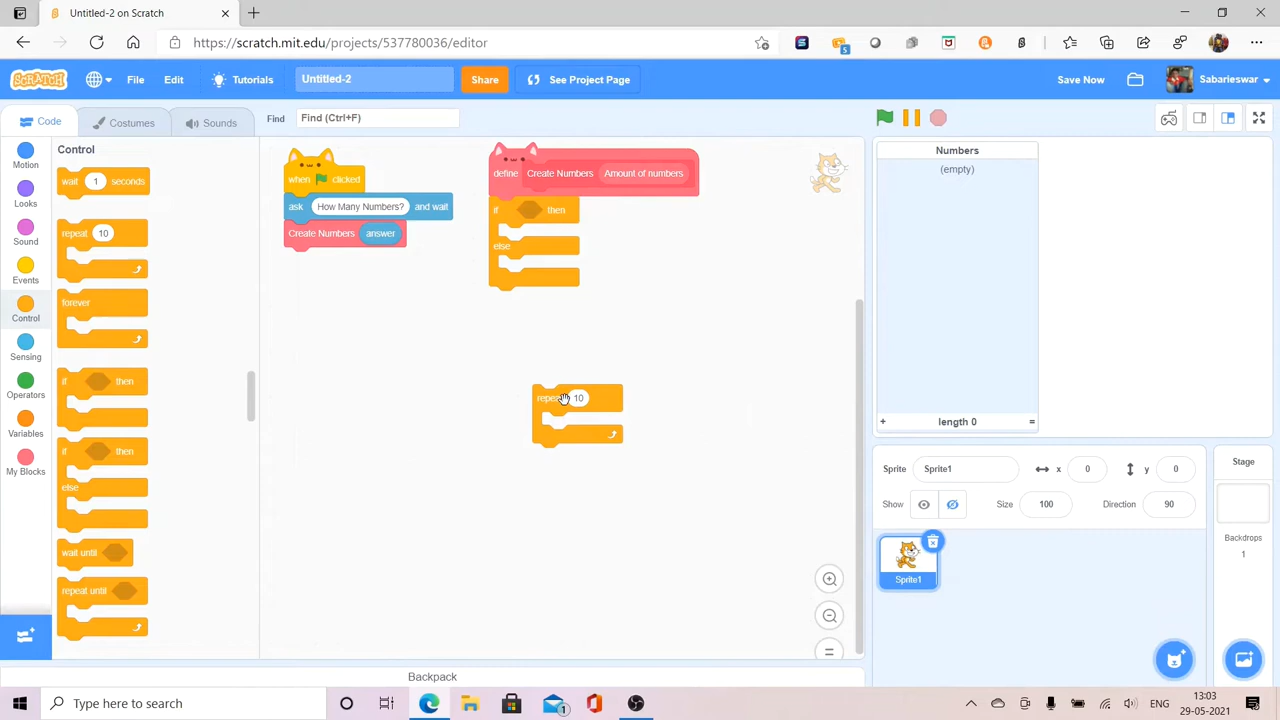 Untitled-2 on Scratch
https://scratch.mit.edu/projects/537780036/editor
5
SCRATCH
File
Edit
Tutorials
Untitled-2
Share
See Project Page
Save Now
Sabarieswar
Code
Costumes
Sounds
Find
Find (Ctrl+F)
Motion
Looks
Sound
Events
Control
Sensing
Operators
Variables
My Blocks
Control
wait 1 seconds
repeat 10
forever
if then
if then
else
wait until
repeat until
when clicked
ask How Many Numbers? and wait
Create Numbers answer
define Create Numbers Amount of numbers
if then
else
repeat 10
Numbers
(empty)
+ length 0 =
Sprite Sprite1 x 0 y 0
Show Size 100 Direction 90
Sprite1
Stage
Backdrops
1
Backpack
Type here to search
1
ENG
13:03
29-05-2021